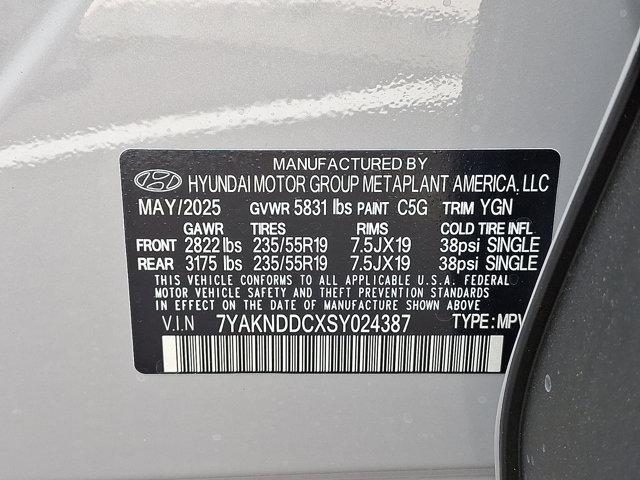 MANUFACTURED BY
HYUNDAI MOTOR GROUP METAPLANT AMERICA, LLC
MAY/2025 GVWR 5831 lbs PAINT C5G TRIM YGN
GAWR TIRES RIMS COLD TIRE INFL
FRONT 2822 lbs 235/55R19 7.5JX19 38psi SINGLE
REAR 3175 lbs 235/55R19 7.5JX19 38psi SINGLE
THIS VEHICLE CONFORMS TO ALL APPLICABLE U.S.A. FEDERAL
MOTOR VEHICLE SAFETY AND THEFT PREVENTION STANDARDS
IN EFFECT ON THE DATE OF MANUFACTURE SHOWN ABOVE.
V.I.N 7YAKNDDCXSY024387 TYPE: MPV